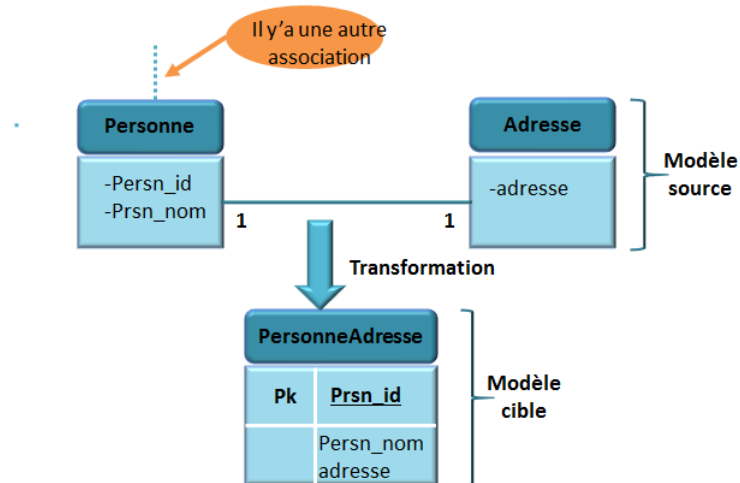 Il y'a une autre
association
Personne
Adresse
-Persn_id
-Prsn_nom
-adresse
Modèle
source
1
1
Transformation
PersonneAdresse
Pk
Prsn_id
Persn_nom
adresse
Modèle
cible